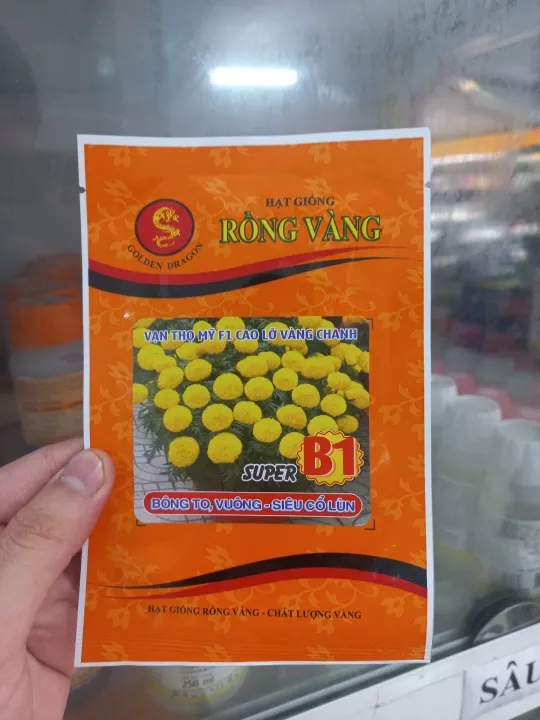 HẠT GIỐNG
RỒNG VÀNG
GOLDEN DRAGON
VẠN THỌ MỸ F1 CAO LỞ VÀNG CHANH
SUPER B1
BÔNG TO, VUÔNG - SIÊU CỔ LÙN
HẠT GIỐNG RỒNG VÀNG - CHẤT LƯỢNG VÀNG
250 ml
SÂU